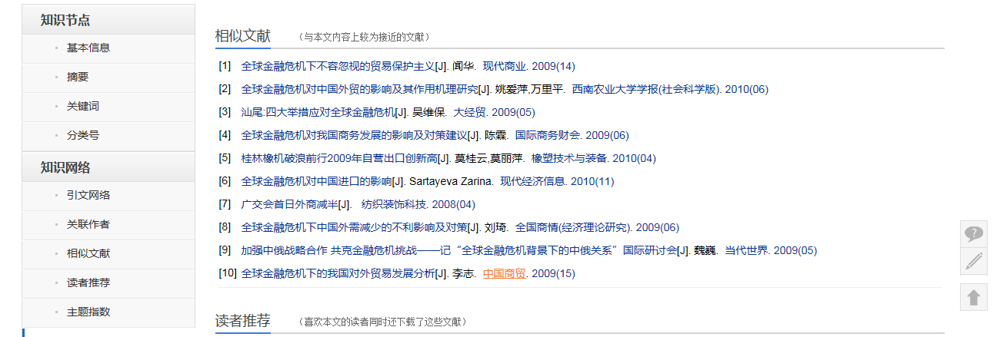 知识节点
基本信息
摘要
关键词
分类号
知识网络
引文网络
关联作者
相似文献
读者推荐
主题指数
相似文献 （与本文内容上较为接近的文献）
[1] 全球金融危机下不容忽视的贸易保护主义[J]. 闻华. 现代商业. 2009(14)
[2] 全球金融危机对中国外贸的影响及其作用机理研究[J]. 姚爱萍,万里平. 西南农业大学学报(社会科学版). 2010(06)
[3] 汕尾:四大举措应对全球金融危机[J]. 吴维保. 大经贸. 2009(05)
[4] 全球金融危机对我国商务发展的影响及对策建议[J]. 陈霖. 国际商务财会. 2009(06)
[5] 桂林橡机破浪前行2009年自营出口创新高[J]. 莫桂云,莫丽萍. 橡塑技术与装备. 2010(04)
[6] 全球金融危机对中国进口的影响[J]. Sartayeva Zarina. 现代经济信息. 2010(11)
[7] 广交会首日外商减半[J]. 纺织装饰科技. 2008(04)
[8] 全球金融危机下中国外需减少的不利影响及对策[J]. 刘琦. 全国商情(经济理论研究). 2009(06)
[9] 加强中俄战略合作 共克金融危机挑战——记“全球金融危机背景下的中俄关系”国际研讨会[J]. 魏巍. 当代世界. 2009(05)
[10] 全球金融危机下的我国对外贸易发展分析[J]. 李志. 中国商贸. 2009(15)
读者推荐 （喜欢本文的读者同时还下载了这些文献）